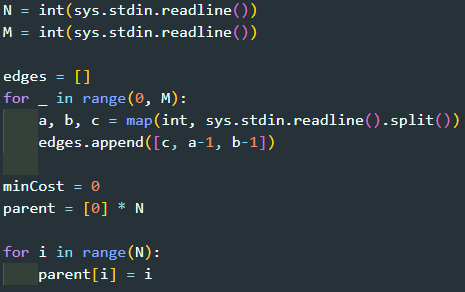 N = int(sys.stdin.readline())
M = int(sys.stdin.readline())
edges = []
for _ in range(0, M):
    a, b, c = map(int, sys.stdin.readline().split())
    edges.append([c, a-1, b-1])
minCost = 0
parent = [0] * N
for i in range(N):
    parent[i] = i